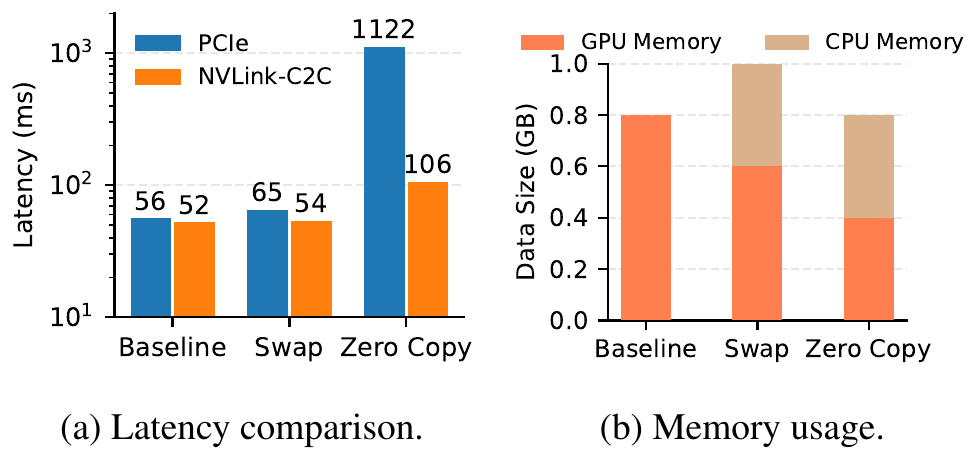 PCIe
NVLink-C2C
Latency (ms)
10³
10²
10¹
56
52
65
54
1122
106
Baseline Swap Zero Copy
(a) Latency comparison.
GPU Memory CPU Memory
Data Size (GB)
1.0
0.8
0.6
0.4
0.2
0.0
Baseline Swap Zero Copy
(b) Memory usage.